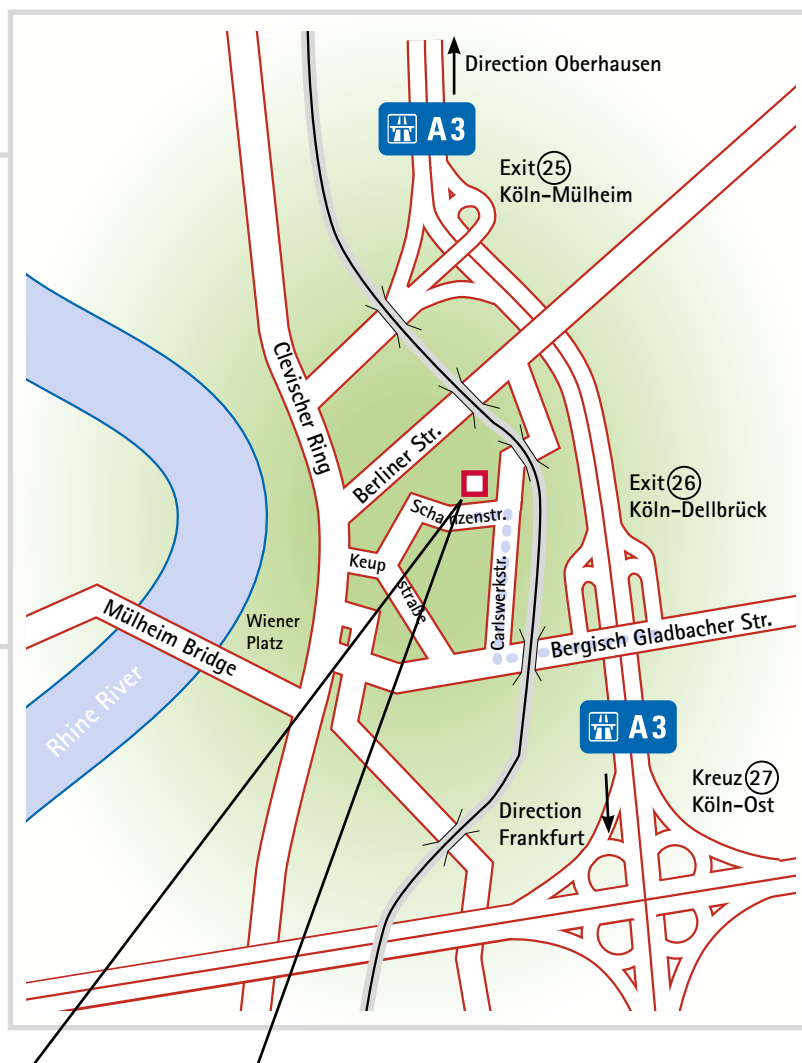 Direction Oberhausen
A3
Exit 25
Köln-Mülheim
Clevischer Ring
Berliner Str.
Exit 26
Köln-Dellbrück
Schanzenstr.
Keup
straße
Carlswerkstr.
Wiener
Platz
Mülheim Bridge
Bergisch Gladbacher Str.
Rhine River
A3
Kreuz 27
Köln-Ost
Direction
Frankfurt